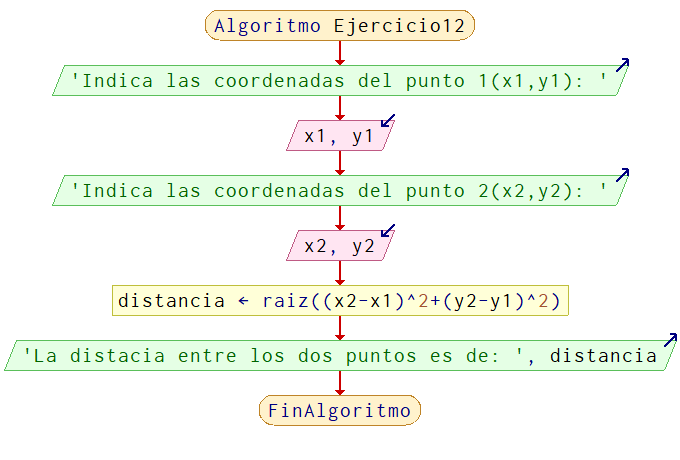 Algoritmo Ejercicio12
'Indica las coordenadas del punto 1(x1,y1): '
x1, y1
'Indica las coordenadas del punto 2(x2,y2): '
x2, y2
distancia ← raiz((x2-x1)^2+(y2-y1)^2)
'La distacia entre los dos puntos es de: ', distancia
FinAlgoritmo